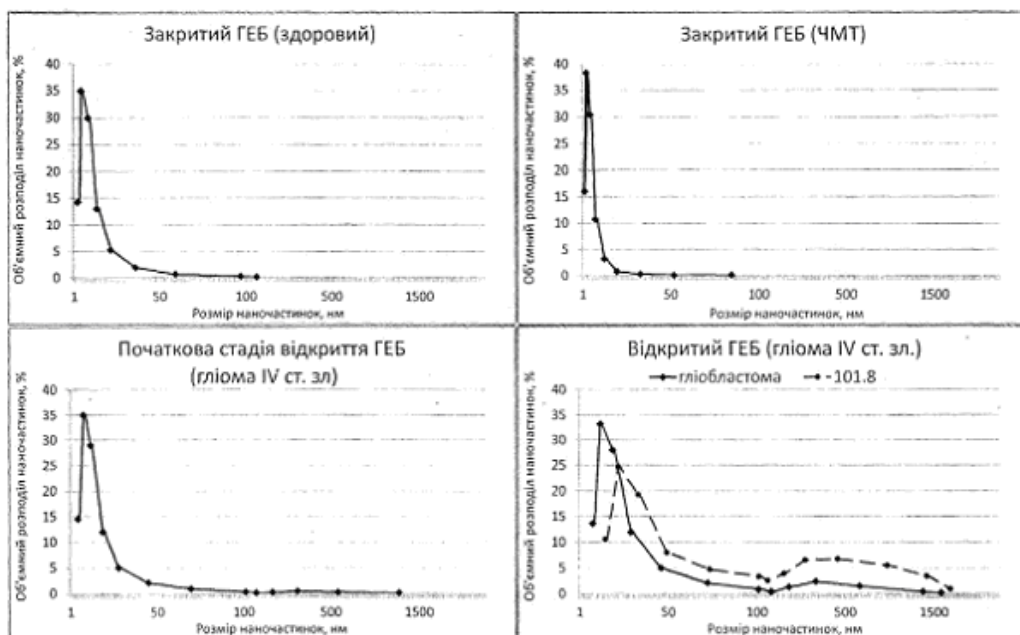 Закритий ГЕБ (здоровий)
Об'ємний розподіл наночастинок, %
40
35
30
25
20
15
10
5
0
1 50 100 500 1500
Розмір наночастинок, нм
Закритий ГЕБ (ЧМТ)
Об'ємний розподіл наночастинок, %
40
35
30
25
20
15
10
5
0
1 50 100 500 1500
Розмір наночастинок, нм
Початкова стадія відкриття ГЕБ
(гліома IV ст. зл)
Об'ємний розподіл наночастинок, %
40
35
30
25
20
15
10
5
0
1 50 100 500 1500
Розмір наночастинок, нм
Відкритий ГЕБ (гліома IV ст. зл.)
гліобластома -101.8
Об'ємний розподіл наночастинок, %
40
35
30
25
20
15
10
5
0
1 50 100 500 1500
Розмір наночастинок, нм